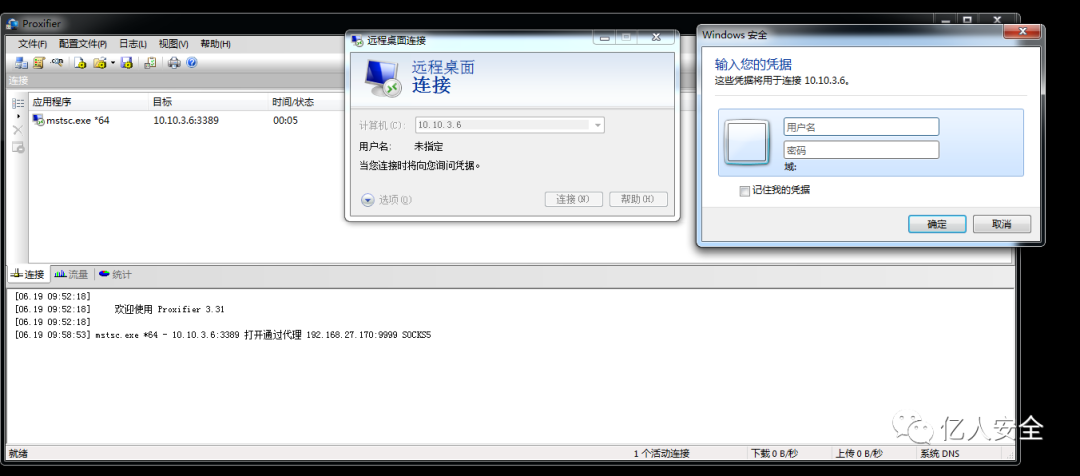 Proxifier
文件(F) 配置文件(P) 日志(L) 视图(V) 帮助(H)
连接
应用程序 目标 时间/状态
mstsc.exe *64 10.10.3.6:3389 00:05
远程桌面连接
远程桌面
连接
计算机(C): 10.10.3.6
用户名: 未指定
当您连接时将向您询问凭据。
选项(O) 连接(N) 帮助(H)
Windows 安全
输入您的凭据
这些凭据将用于连接 10.10.3.6。
用户名
密码
域:
记住我的凭据
确定 取消
连接 流量 统计
[06.19 09:52:18]
[06.19 09:52:18] 欢迎使用 Proxifier 3.31
[06.19 09:52:18]
[06.19 09:58:53] mstsc.exe *64 - 10.10.3.6:3389 打开通过代理 192.168.27.170:9999 SOCKS5
亿人安全
就绪 1 个活动连接 下载 0 B/秒 上传 0 B/秒 系统 DNS